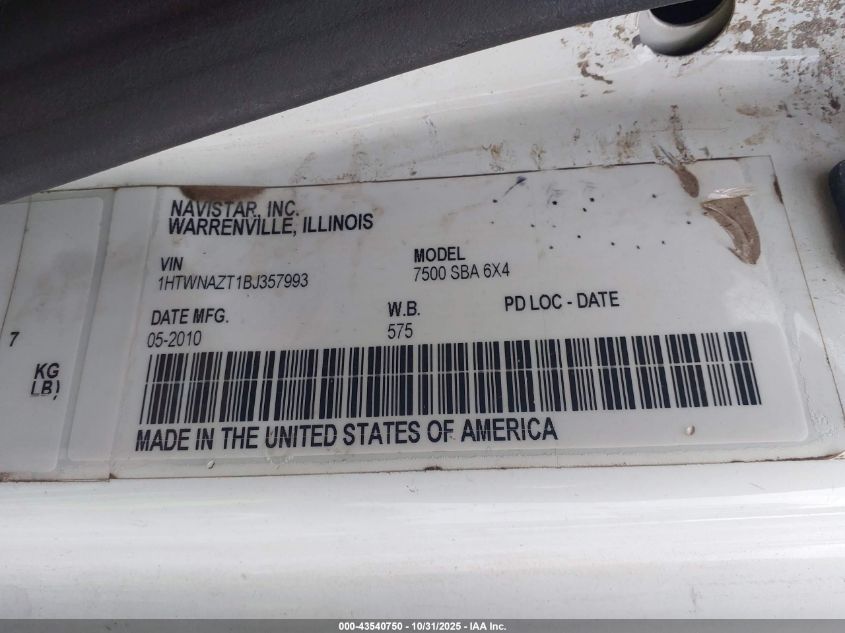 NAVISTAR, INC.
WARRENVILLE, ILLINOIS
VIN
MODEL
1HTWNAZT1BJ357993
7500 SBA 6X4
DATE MFG.
W.B.
PD LOC - DATE
05-2010
575
7
KG
LB)
MADE IN THE UNITED STATES OF AMERICA
000-43540750 - 10/31/2025 - IAA Inc.